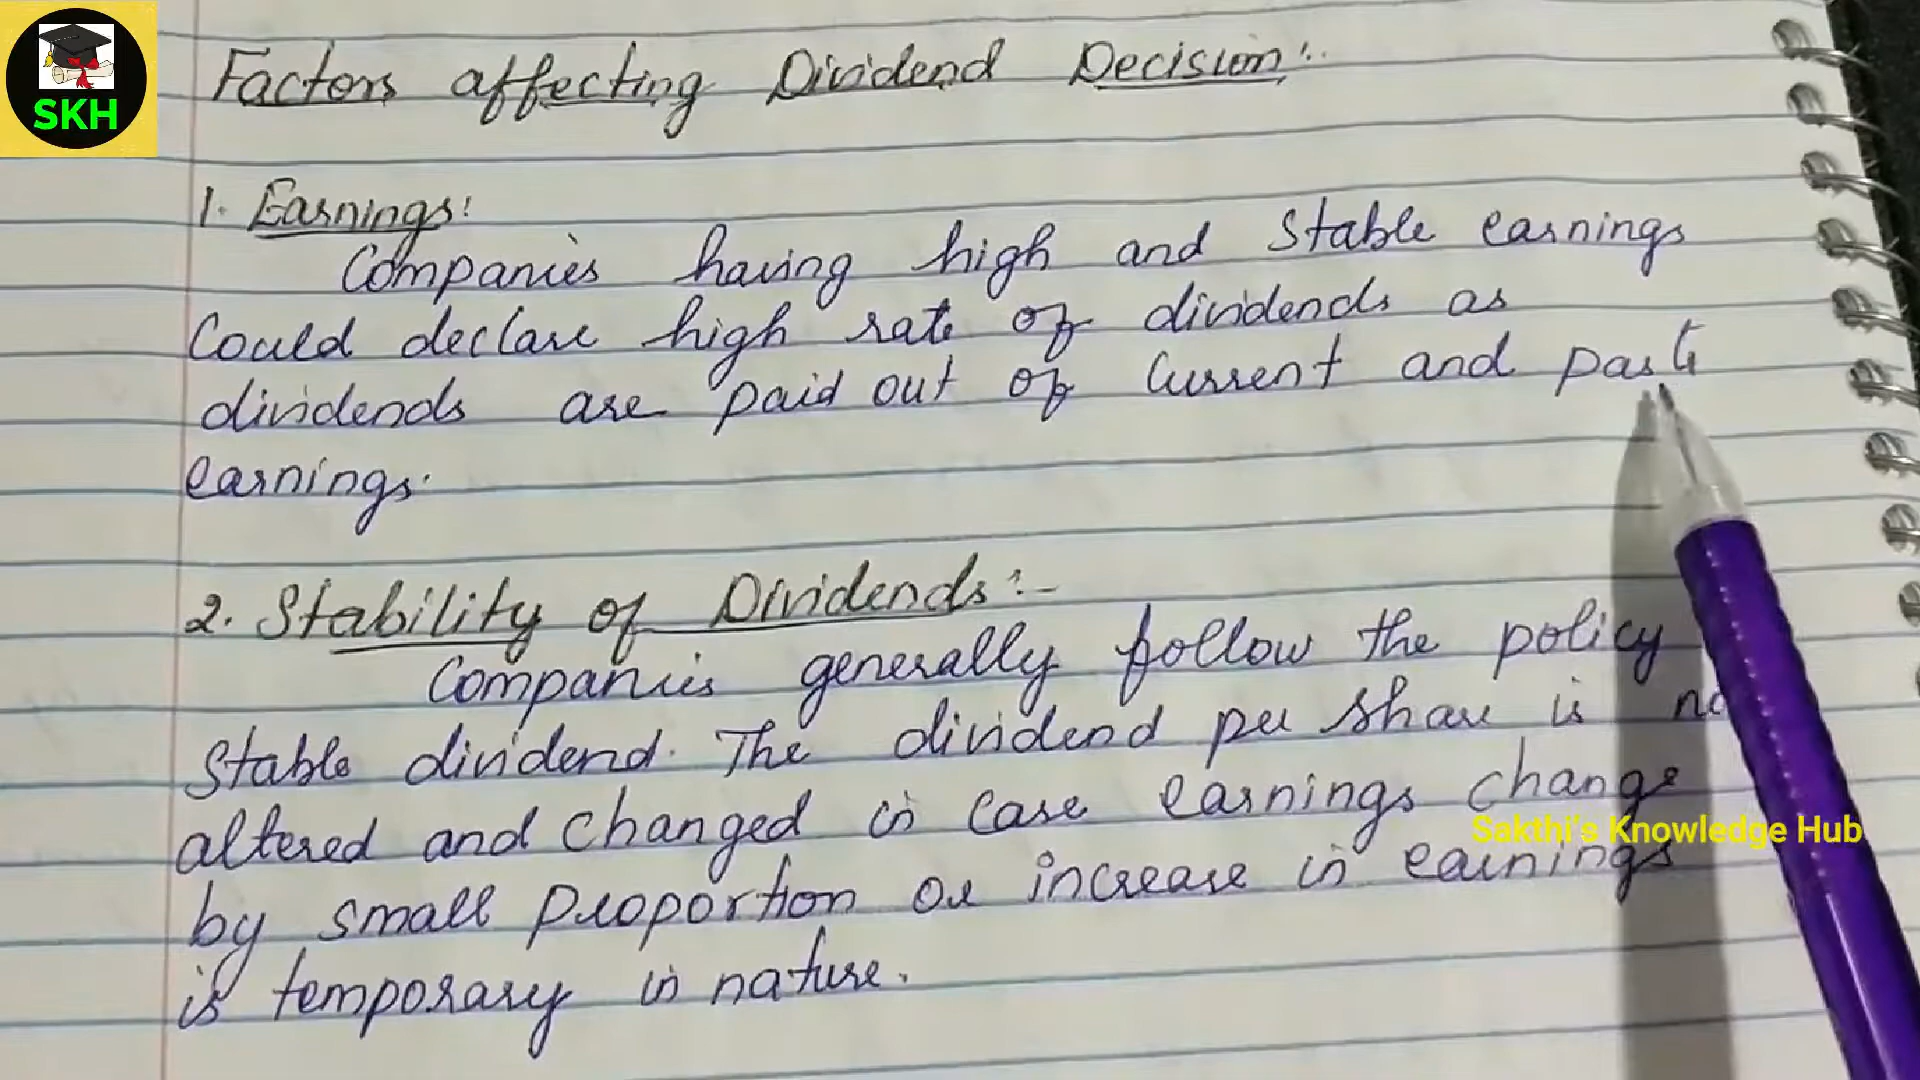 SKH
Factors affecting Dividend Decision:-
1. Earnings:
Companies having high and stable earnings
Could declare high rate of dividends as
dividends are paid out of Current and past
earnings.
2. Stability of Dividends:-
Companies generally follow the policy
stable dividend. The dividend per share is
altered and changed in case earnings change
Sakthi's Knowledge Hub
by small proportion or increase in earnings
is temporary in nature.